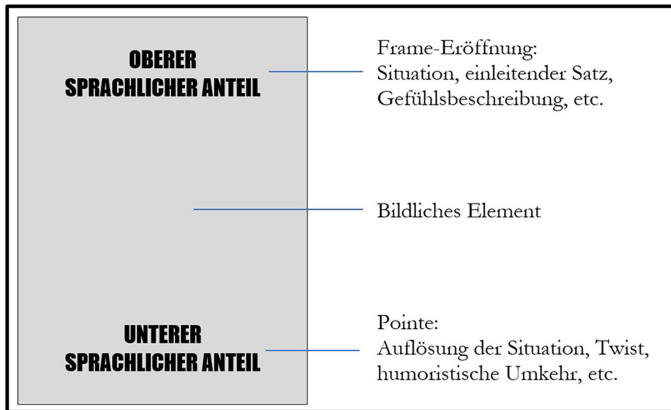 OBERER
SPRACHLICHER ANTEIL
Frame-Eröffnung:
Situation, einleitender Satz,
Gefühlsbeschreibung, etc.
Bildliches Element
UNTERER
SPRACHLICHER ANTEIL
Pointe:
Auflösung der Situation, Twist,
humoristische Umkehr, etc.